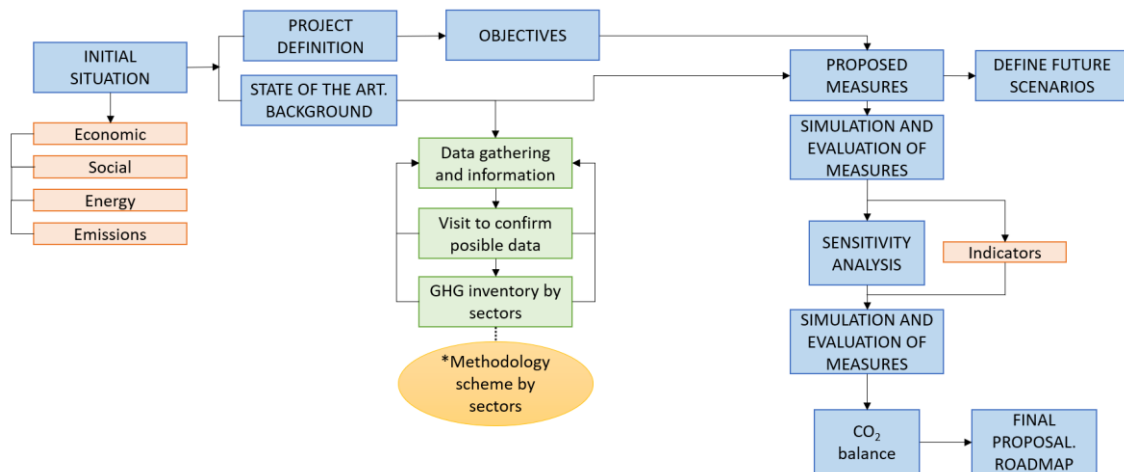 INITIAL
SITUATION
Economic
Social
Energy
Emissions
PROJECT
DEFINITION
STATE OF THE ART.
BACKGROUND
OBJECTIVES
Data gathering
and information
Visit to confirm
posible data
GHG inventory by
sectors
*Methodology
scheme by
sectors
PROPOSED
MEASURES
DEFINE FUTURE
SCENARIOS
SIMULATION AND
EVALUATION OF
MEASURES
SENSITIVITY
ANALYSIS
Indicators
SIMULATION AND
EVALUATION OF
MEASURES
CO₂
balance
FINAL
PROPOSAL.
ROADMAP